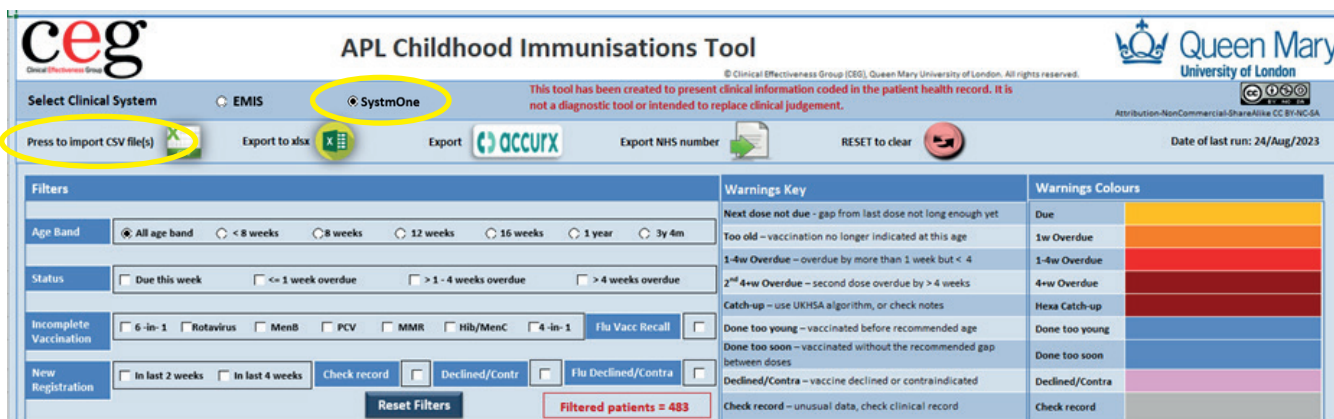 ceg
Clinical Effectiveness Group
APL Childhood Immunisations Tool
Queen Mary
University of London
© Clinical Effectiveness Group (CEG), Queen Mary University of London. All rights reserved.
Select Clinical System
EMIS
SystmOne
This tool has been created to present clinical information coded in the patient health record. It is
not a diagnostic tool or intended to replace clinical judgement.
cc
BY NC SA
Attribution-NonCommercial-ShareAlike CC BY-NC-SA
Press to import CSV file(s)
Export to xlsx
Export
accurx
Export NHS number
RESET to clear
Date of last run: 24/Aug/2023
Filters
Age Band
All age band
< 8 weeks
8 weeks
12 weeks
16 weeks
1 year
3y 4m
Status
Due this week
<= 1 week overdue
> 1 - 4 weeks overdue
> 4 weeks overdue
Incomplete
Vaccination
6 -in- 1
Rotavirus
MenB
PCV
MMR
Hib/MenC
4 -in- 1
Flu Vacc Recall
New
Registration
In last 2 weeks
In last 4 weeks
Check record
Declined/Contr
Flu Declined/Contra
Reset Filters
Filtered patients = 483
Warnings Key
Next dose not due - gap from last dose not long enough yet
Too old – vaccination no longer indicated at this age
1-4w Overdue – overdue by more than 1 week but < 4
2nd 4+w Overdue – second dose overdue by > 4 weeks
Catch-up – use UKHSA algorithm, or check notes
Done too young – vaccinated before recommended age
Done too soon – vaccinated without the recommended gap
between doses
Declined/Contra – vaccine declined or contraindicated
Check record – unusual data, check clinical record
Warnings Colours
Due
1w Overdue
1-4w Overdue
4+w Overdue
Hexa Catch-up
Done too young
Done too soon
Declined/Contra
Check record